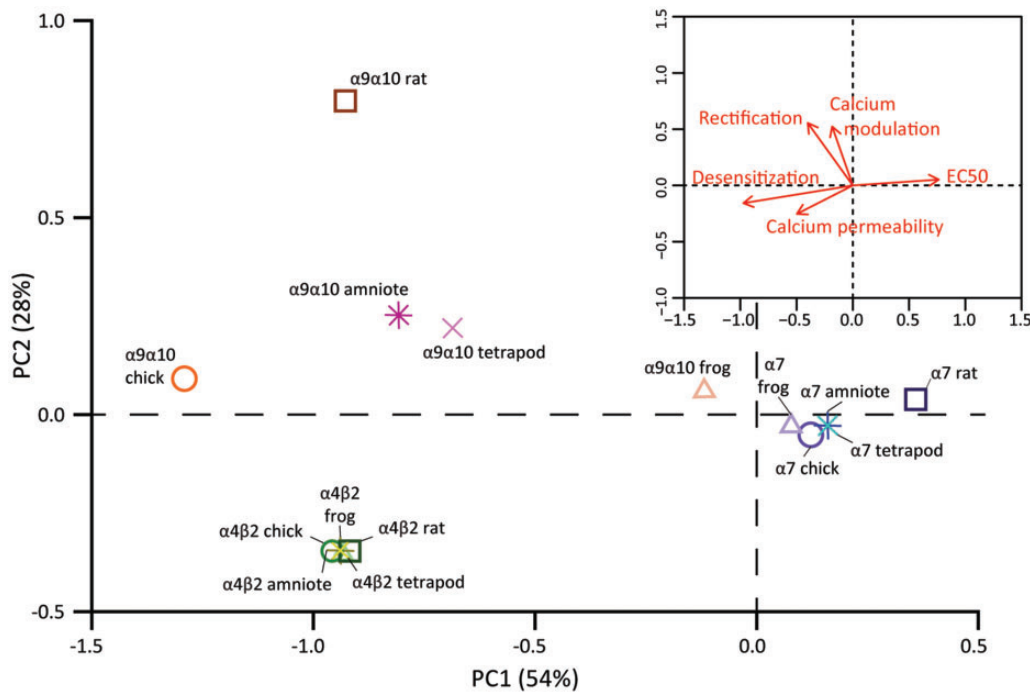 1.0
0.5
0.0
-0.5
PC2 (28%)
-1.5
-1.0
-0.5
0.0
0.5
PC1 (54%)
α9α10 rat
α9α10 amniote
α9α10 tetrapod
α9α10
chick
α9α10 frog
α7
frog
α7 amniote
α7 rat
α7 chick
α7 tetrapod
α4β2
frog
α4β2 chick
α4β2 rat
α4β2 amniote
α4β2 tetrapod
1.5
1.0
0.5
0.0
−0.5
−1.0
−1.5
−1.0
−0.5
0.0
0.5
1.0
1.5
Rectification
Calcium
modulation
Desensitization
EC50
Calcium permeability